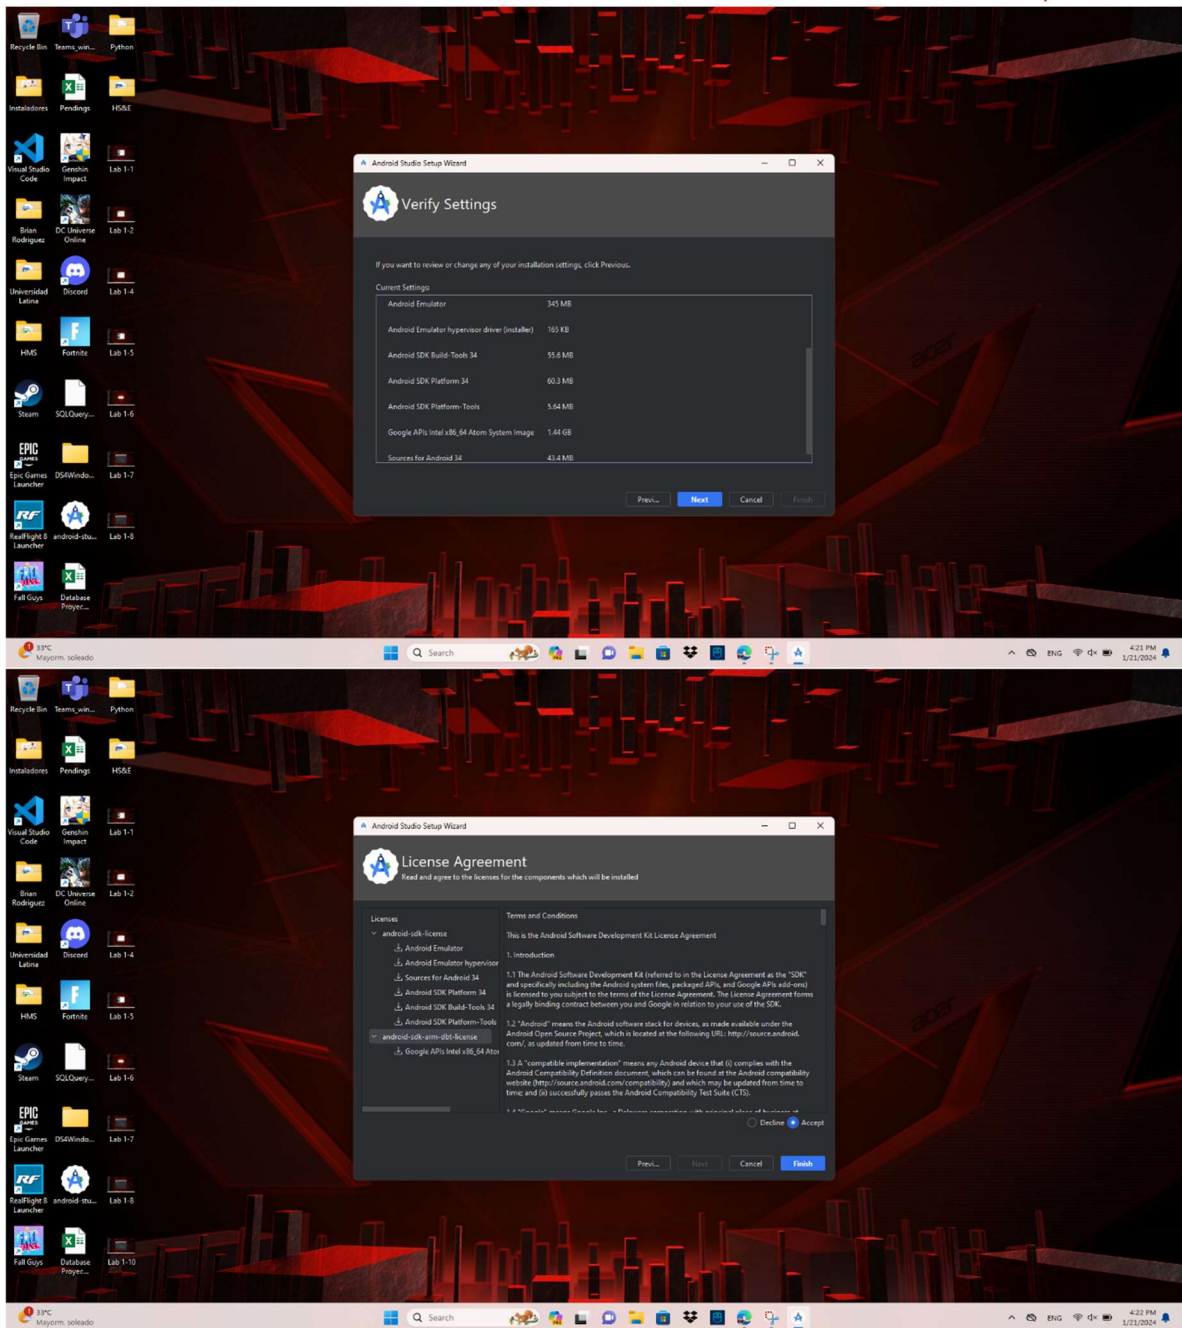 Recycle Bin
Teams_win...
Python
Instaladores
Pendings
HS&E
Visual Studio
Code
Genshin
Impact
Lab 1-1
Brian
Rodriguez
DC Universe
Online
Lab 1-2
Universidad
Latina
Discord
Lab 1-4
HMS
Fortnite
Lab 1-5
Steam
SQLQuery...
Lab 1-6
EPIC
GAMES
Epic Games
Launcher
DS4Windo...
Lab 1-7
RF
RealFlight 8
Launcher
android-stu...
Lab 1-8
Fall Guys
Database
Proyec...
Android Studio Setup Wizard
Verify Settings
If you want to review or change any of your installation settings, click Previous.
Current Settings:
Android Emulator 345 MB
Android Emulator hypervisor driver (installer) 165 KB
Android SDK Build-Tools 34 55.6 MB
Android SDK Platform 34 60.3 MB
Android SDK Platform-Tools 5.64 MB
Google APIs Intel x86_64 Atom System Image 1.44 GB
Sources for Android 34 43.4 MB
Previ... Next Cancel Finish
acer
1
33°C
Mayorm. soleado
Search
ENG
4:21 PM
1/21/2024
Recycle Bin
Teams_win...
Python
Instaladores
Pendings
HS&E
Visual Studio
Code
Genshin
Impact
Lab 1-1
Brian
Rodriguez
DC Universe
Online
Lab 1-2
Universidad
Latina
Discord
Lab 1-4
HMS
Fortnite
Lab 1-5
Steam
SQLQuery...
Lab 1-6
EPIC
GAMES
Epic Games
Launcher
DS4Windo...
Lab 1-7
RF
RealFlight 8
Launcher
android-stu...
Lab 1-8
Fall Guys
Database
Proyec...
Lab 1-10
Android Studio Setup Wizard
License Agreement
Read and agree to the licenses for the components which will be installed
Licenses
android-sdk-license
Android Emulator
Android Emulator hypervisor
Sources for Android 34
Android SDK Platform 34
Android SDK Build-Tools 34
Android SDK Platform-Tools
android-sdk-arm-dbt-license
Google APIs Intel x86_64 Ato
Terms and Conditions
This is the Android Software Development Kit License Agreement
1. Introduction
1.1 The Android Software Development Kit (referred to in the License Agreement as the "SDK"
and specifically including the Android system files, packaged APIs, and Google APIs add-ons)
is licensed to you subject to the terms of the License Agreement. The License Agreement forms
a legally binding contract between you and Google in relation to your use of the SDK.
1.2 "Android" means the Android software stack for devices, as made available under the
Android Open Source Project, which is located at the following URL: http://source.android.
com/, as updated from time to time.
1.3 A "compatible implementation" means any Android device that (i) complies with the
Android Compatibility Definition document, which can be found at the Android compatibility
website (http://source.android.com/compatibility) and which may be updated from time to
time; and (ii) successfully passes the Android Compatibility Test Suite (CTS).
Decline Accept
Previ... Next Cancel Finish
1
33°C
Mayorm. soleado
Search
ENG
4:22 PM
1/21/2024